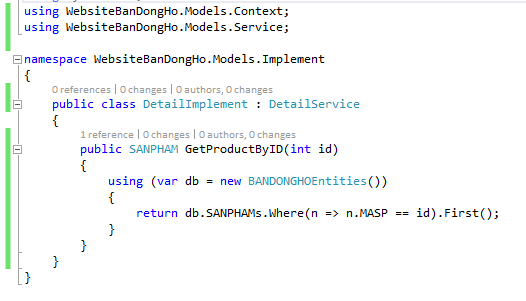 using WebsiteBanDongHo.Models.Context;
using WebsiteBanDongHo.Models.Service;
namespace WebsiteBanDongHo.Models.Implement
{
0 references | 0 changes | 0 authors, 0 changes
public class DetailImplement : DetailService
{
1 reference | 0 changes | 0 authors, 0 changes
public SANPHAM GetProductByID(int id)
{
using (var db = new BANDONGHOEntities())
{
return db.SANPHAMs.Where(n => n.MASP == id).First();
}
}
}
}